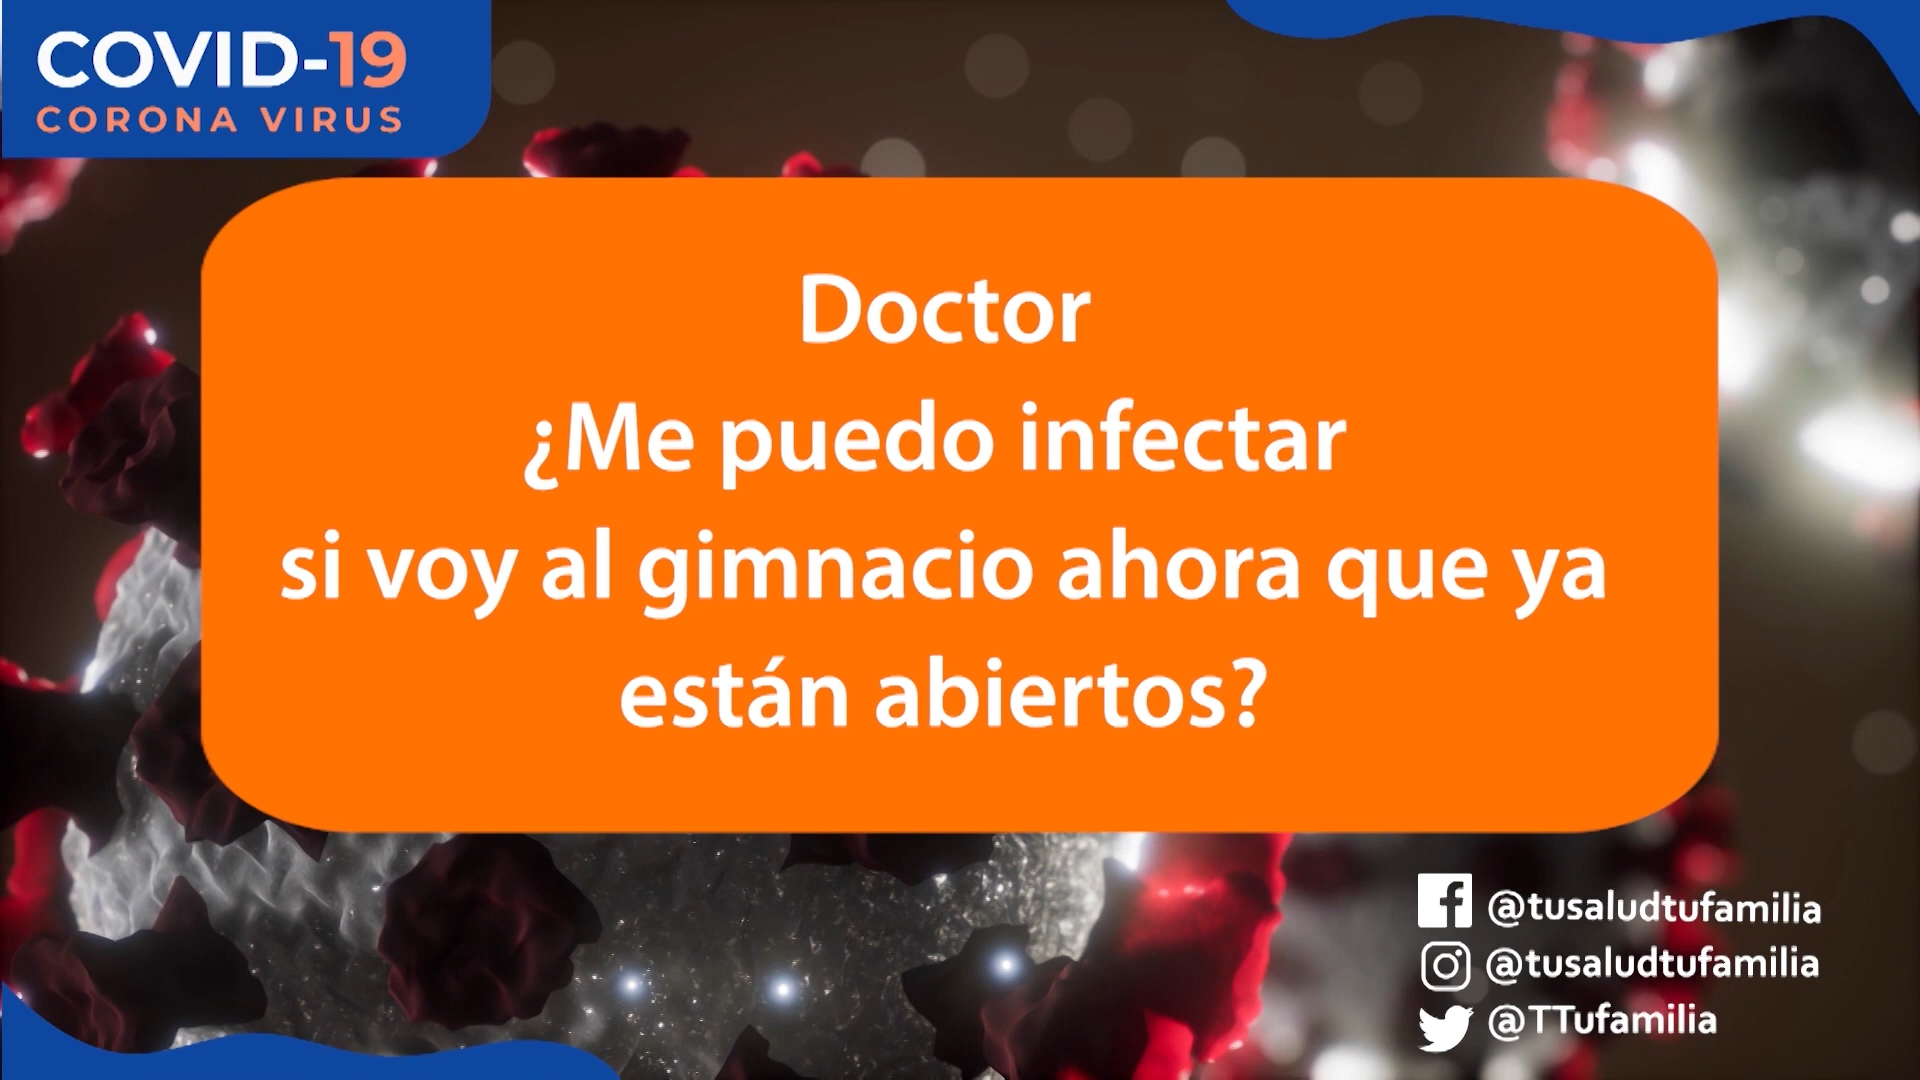 COVID-19
CORONA VIRUS
Doctor
¿Me puedo infectar
si voy al gimnacio ahora que ya
están abiertos?
@tusaludtufamilia
@tusaludtufamilia
@TTufamilia